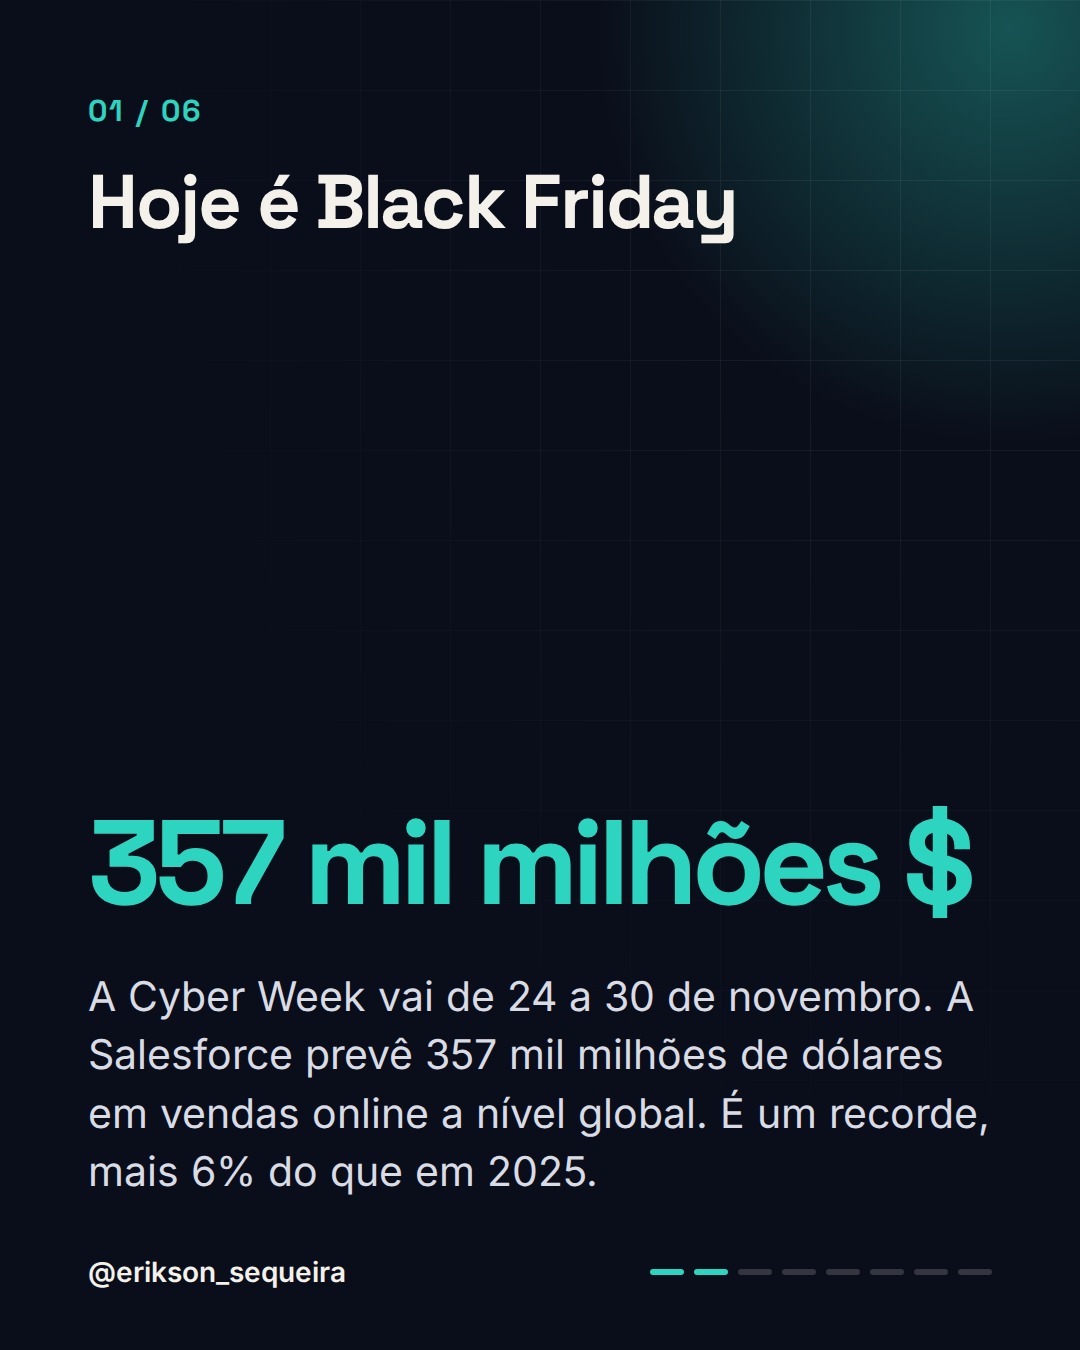 01 / 06
Hoje é Black Friday
357 mil milhões $
A Cyber Week vai de 24 a 30 de novembro. A
Salesforce prevê 357 mil milhões de dólares
em vendas online a nível global. É um recorde,
mais 6% do que em 2025.
@erikson_sequeira